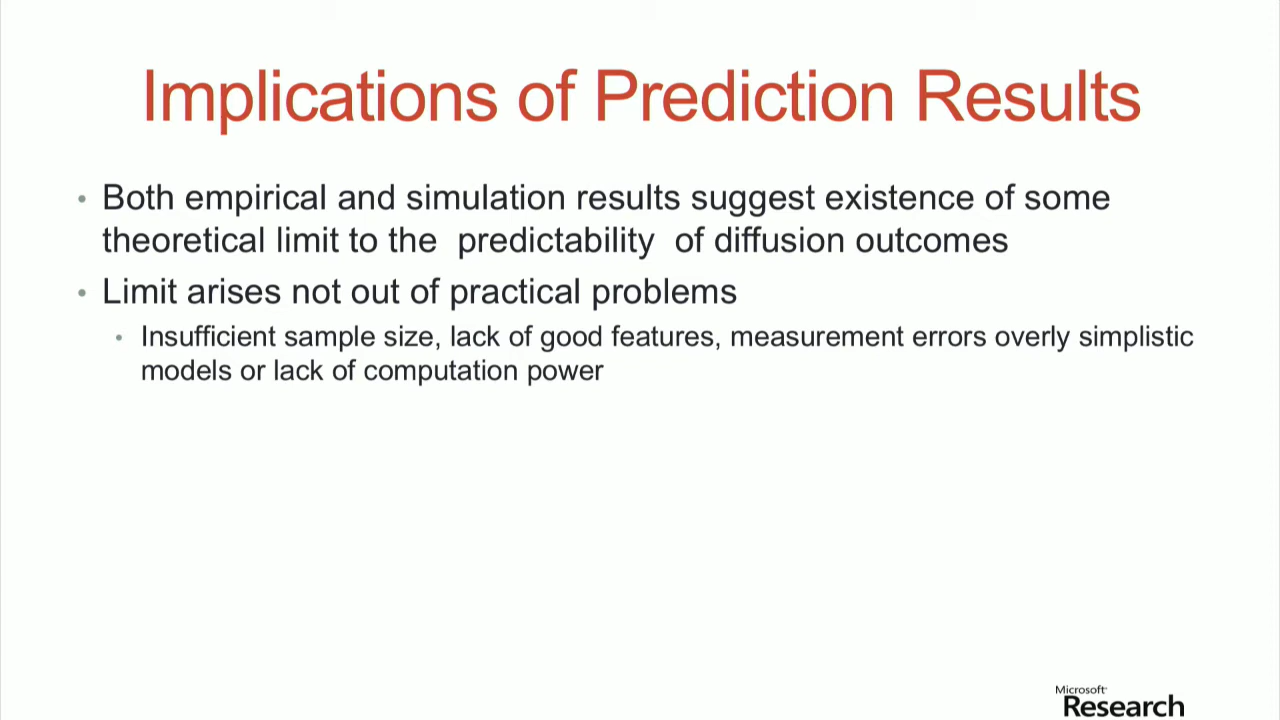 Implications of Prediction Results
• Both empirical and simulation results suggest existence of some
theoretical limit to the  predictability  of diffusion outcomes
• Limit arises not out of practical problems
• Insufficient sample size, lack of good features, measurement errors overly simplistic
models or lack of computation power
Microsoft
Research